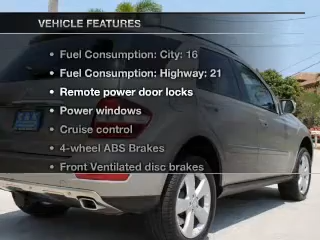 VEHICLE FEATURES
• Fuel Consumption: City: 16
• Fuel Consumption: Highway: 21
• Remote power door locks
• Power windows
• Cruise control
• 4-wheel ABS Brakes
• Front Ventilated disc brakes